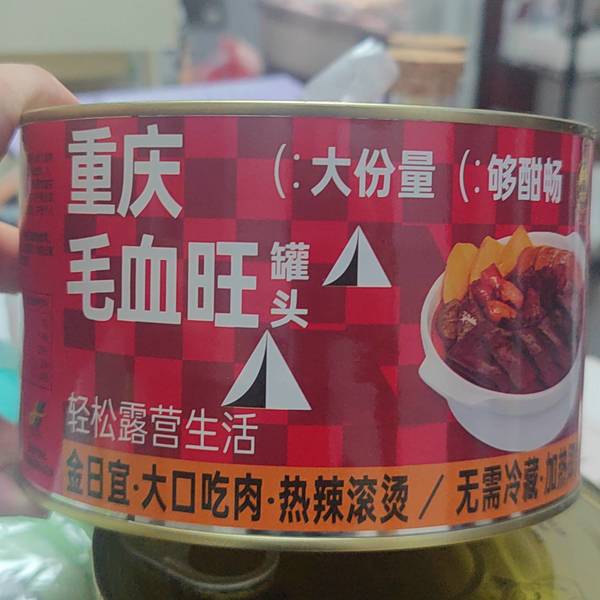 重庆
毛血旺
罐头
(:大份量 (:够酣畅
轻松露营生活
金日宜·大口吃肉·热辣滚烫 / 无需冷藏·加热